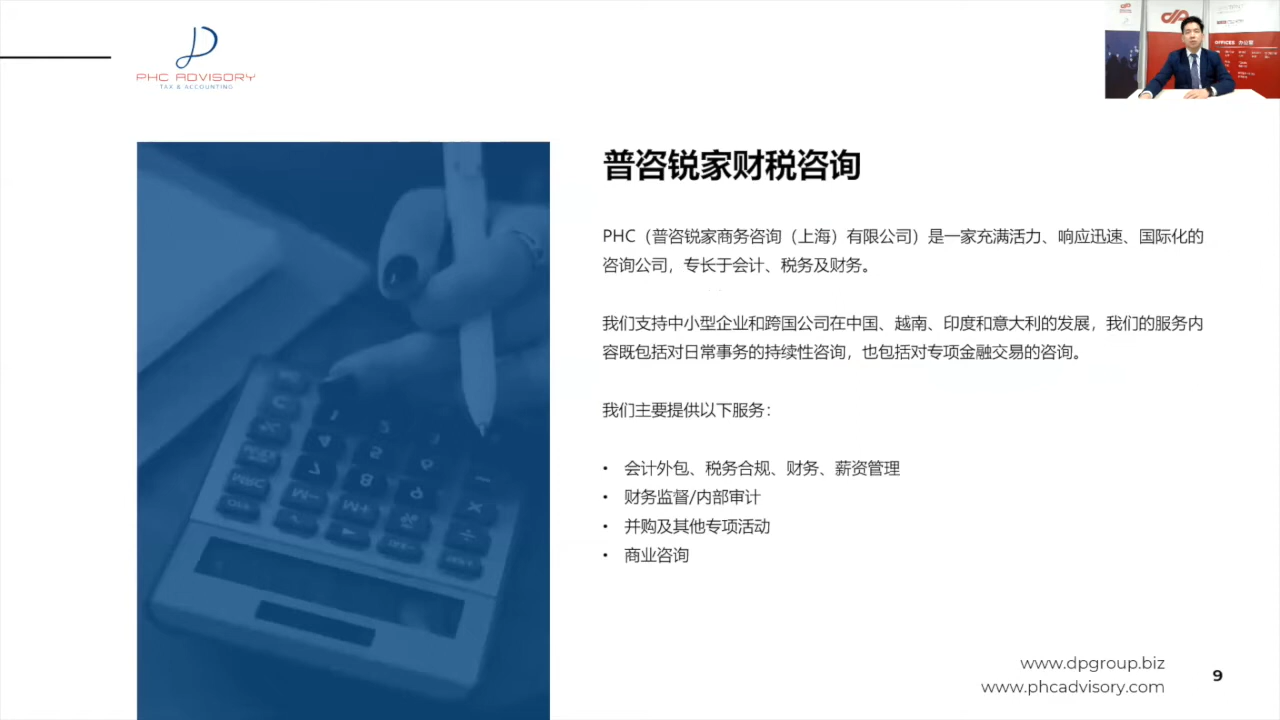 PHC ADVISORY
TAX & ACCOUNTING
OFFICES 办公室
普咨锐家财税咨询
PHC（普咨锐家商务咨询（上海）有限公司）是一家充满活力、响应迅速、国际化的
咨询公司，专长于会计、税务及财务。
我们支持中小型企业和跨国公司在中国、越南、印度和意大利的发展，我们的服务内
容既包括对日常事务的持续性咨询，也包括对专项金融交易的咨询。
我们主要提供以下服务：
• 会计外包、税务合规、财务、薪资管理
• 财务监督/内部审计
• 并购及其他专项活动
• 商业咨询
www.dpgroup.biz
www.phcadvisory.com
9